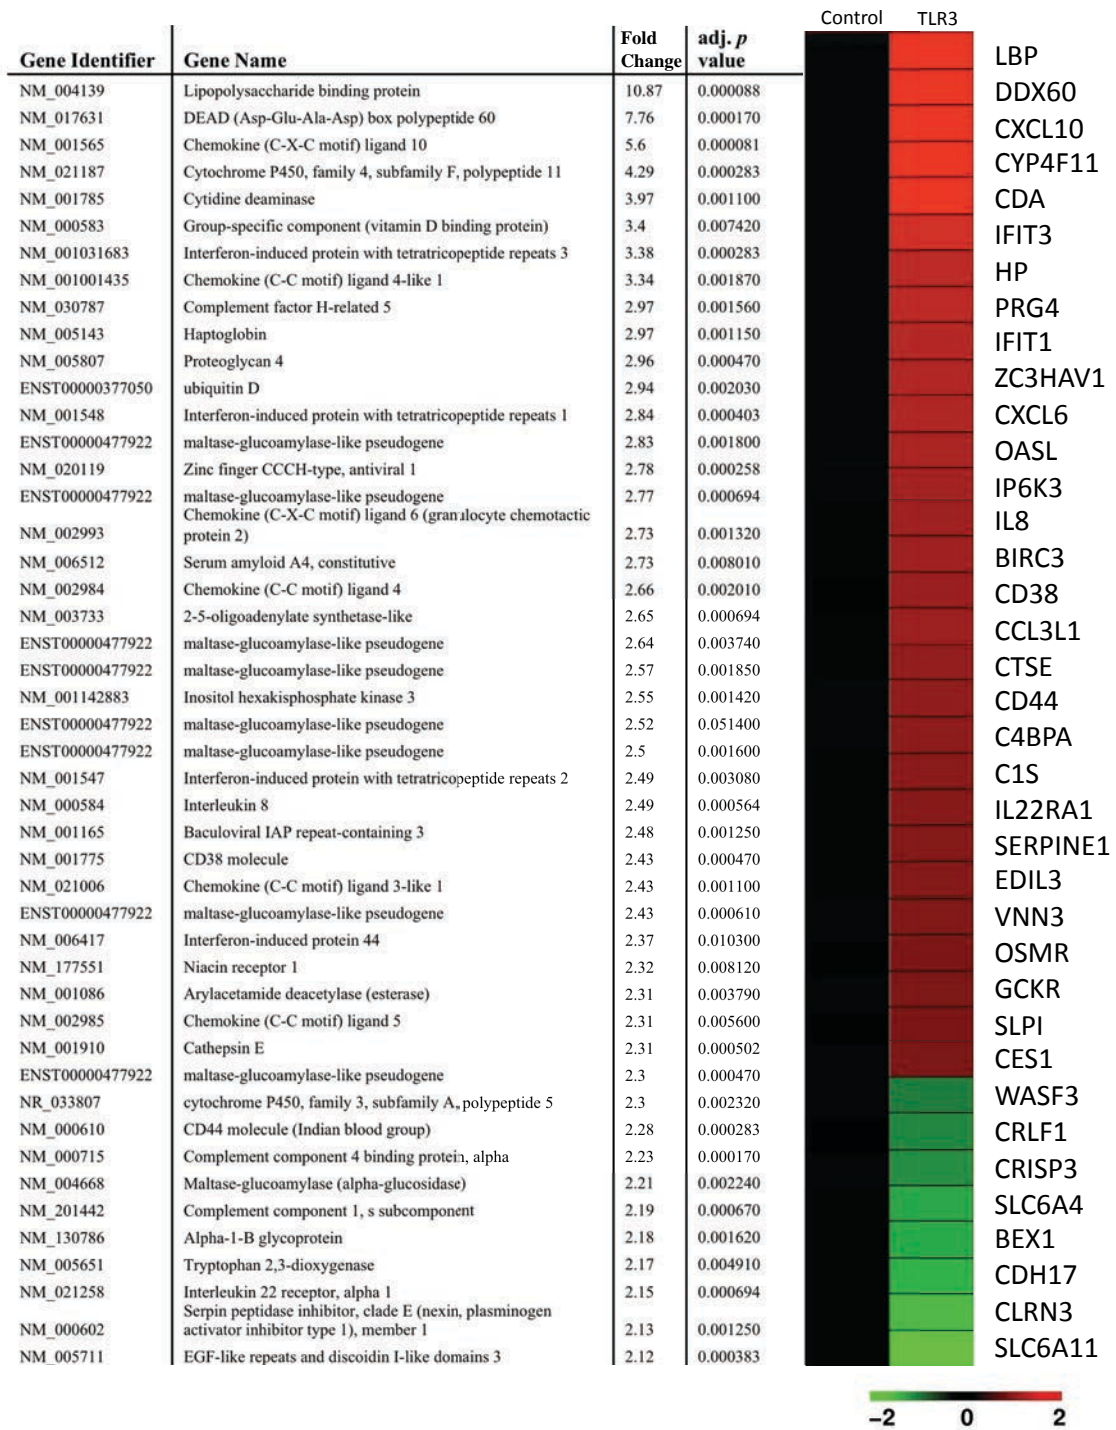 Control TLR3
Gene Identifier Gene Name Fold Change adj. p value
NM_004139 Lipopolysaccharide binding protein 10.87 0.000088
NM_017631 DEAD (Asp-Glu-Ala-Asp) box polypeptide 60 7.76 0.000170
NM_001565 Chemokine (C-X-C motif) ligand 10 5.6 0.000081
NM_021187 Cytochrome P450, family 4, subfamily F, polypeptide 11 4.29 0.000283
NM_001785 Cytidine deaminase 3.97 0.001100
NM_000583 Group-specific component (vitamin D binding protein) 3.4 0.007420
NM_001031683 Interferon-induced protein with tetratricopeptide repeats 3 3.38 0.000283
NM_001001435 Chemokine (C-C motif) ligand 4-like 1 3.34 0.001870
NM_030787 Complement factor H-related 5 2.97 0.001560
NM_005143 Haptoglobin 2.97 0.001150
NM_005807 Proteoglycan 4 2.96 0.000470
ENST00000377050 ubiquitin D 2.94 0.002030
NM_001548 Interferon-induced protein with tetratricopeptide repeats 1 2.84 0.000403
ENST00000477922 maltase-glucoamylase-like pseudogene 2.83 0.001800
NM_020119 Zinc finger CCCH-type, antiviral 1 2.78 0.000258
ENST00000477922 maltase-glucoamylase-like pseudogene 2.77 0.000694
Chemokine (C-X-C motif) ligand 6 (granulocyte chemotactic
NM_002993 protein 2) 2.73 0.001320
NM_006512 Serum amyloid A4, constitutive 2.73 0.008010
NM_002984 Chemokine (C-C motif) ligand 4 2.66 0.002010
NM_003733 2-5-oligoadenylate synthetase-like 2.65 0.000694
ENST00000477922 maltase-glucoamylase-like pseudogene 2.64 0.003740
ENST00000477922 maltase-glucoamylase-like pseudogene 2.57 0.001850
NM_001142883 Inositol hexakisphosphate kinase 3 2.55 0.001420
ENST00000477922 maltase-glucoamylase-like pseudogene 2.52 0.051400
ENST00000477922 maltase-glucoamylase-like pseudogene 2.5 0.001600
NM_001547 Interferon-induced protein with tetratricopeptide repeats 2 2.49 0.003080
NM_000584 Interleukin 8 2.49 0.000564
NM_001165 Baculoviral IAP repeat-containing 3 2.48 0.001250
NM_001775 CD38 molecule 2.43 0.000470
NM_021006 Chemokine (C-C motif) ligand 3-like 1 2.43 0.001100
ENST00000477922 maltase-glucoamylase-like pseudogene 2.43 0.000610
NM_006417 Interferon-induced protein 44 2.37 0.010300
NM_177551 Niacin receptor 1 2.32 0.008120
NM_001086 Arylacetamide deacetylase (esterase) 2.31 0.003790
NM_002985 Chemokine (C-C motif) ligand 5 2.31 0.005600
NM_001910 Cathepsin E 2.31 0.000502
ENST00000477922 maltase-glucoamylase-like pseudogene 2.3 0.000470
NR_033807 cytochrome P450, family 3, subfamily A, polypeptide 5 2.3 0.002320
NM_000610 CD44 molecule (Indian blood group) 2.28 0.000283
NM_000715 Complement component 4 binding protein, alpha 2.23 0.000170
NM_004668 Maltase-glucoamylase (alpha-glucosidase) 2.21 0.002240
NM_201442 Complement component 1, s subcomponent 2.19 0.000670
NM_130786 Alpha-1-B glycoprotein 2.18 0.001620
NM_005651 Tryptophan 2,3-dioxygenase 2.17 0.004910
NM_021258 Interleukin 22 receptor, alpha 1 2.15 0.000694
Serpin peptidase inhibitor, clade E (nexin, plasminogen
NM_000602 activator inhibitor type 1), member 1 2.13 0.001250
NM_005711 EGF-like repeats and discoidin I-like domains 3 2.12 0.000383
LBP
DDX60
CXCL10
CYP4F11
CDA
IFIT3
HP
PRG4
IFIT1
ZC3HAV1
CXCL6
OASL
IP6K3
IL8
BIRC3
CD38
CCL3L1
CTSE
CD44
C4BPA
C1S
IL22RA1
SERPINE1
EDIL3
VNN3
OSMR
GCKR
SLPI
CES1
WASF3
CRLF1
CRISP3
SLC6A4
BEX1
CDH17
CLRN3
SLC6A11
−2 0 2